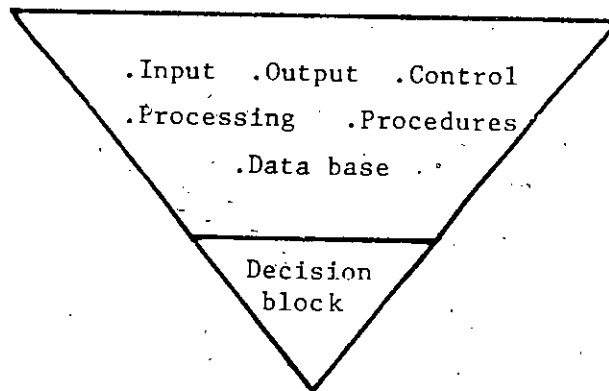 .Input .Output .Control
.Processing .Procedures
.Data base
Decision
block